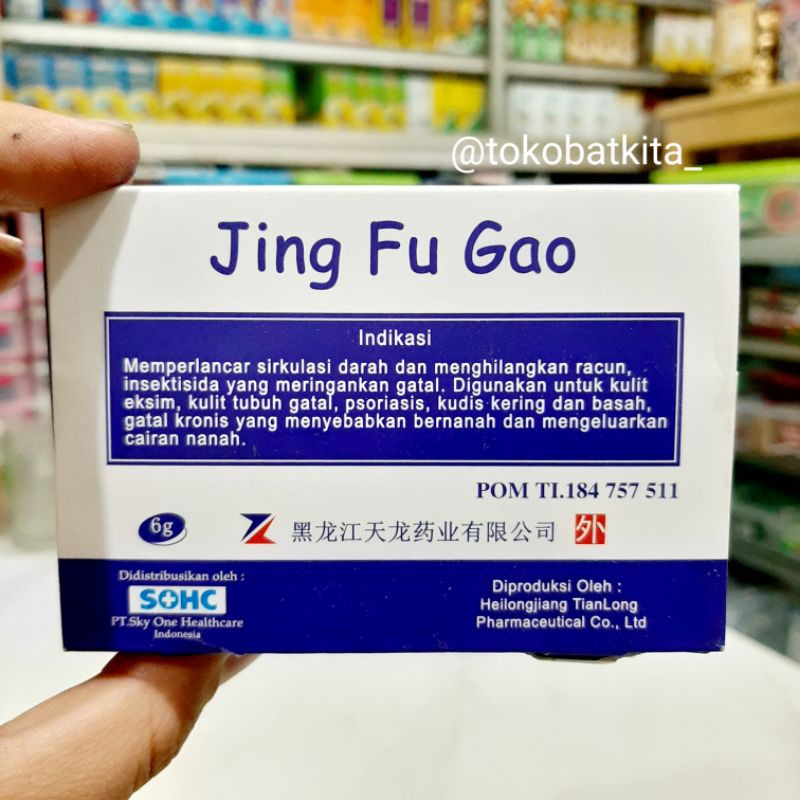 @tokobatkita_
Jing Fu Gao
Indikasi
Memperlancar sirkulasi darah dan menghilangkan racun,
insektisida yang meringankan gatal. Digunakan untuk kulit
eksim, kulit tubuh gatal, psoriasis, kudis kering dan basah,
gatal kronis yang menyebabkan bernanah dan mengeluarkan
cairan nanah.
POM TI.184 757 511
6g
黑龙江天龙药业有限公司 外
Didistribusikan oleh :
SOHC
PT.Sky One Healthcare
Indonesia
Diproduksi Oleh :
Heilongjiang TianLong
Pharmaceutical Co., Ltd